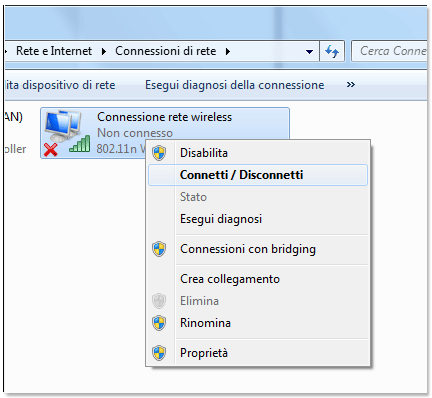 Rete e Internet Connessioni di rete Cerca Conne
lita dispositivo di rete Esegui diagnosi della connessione »
AN)
oller
Connessione rete wireless
Non connesso
802.11n
Disabilita
Connetti / Disconnetti
Stato
Esegui diagnosi
Connessioni con bridging
Crea collegamento
Elimina
Rinomina
Proprietà